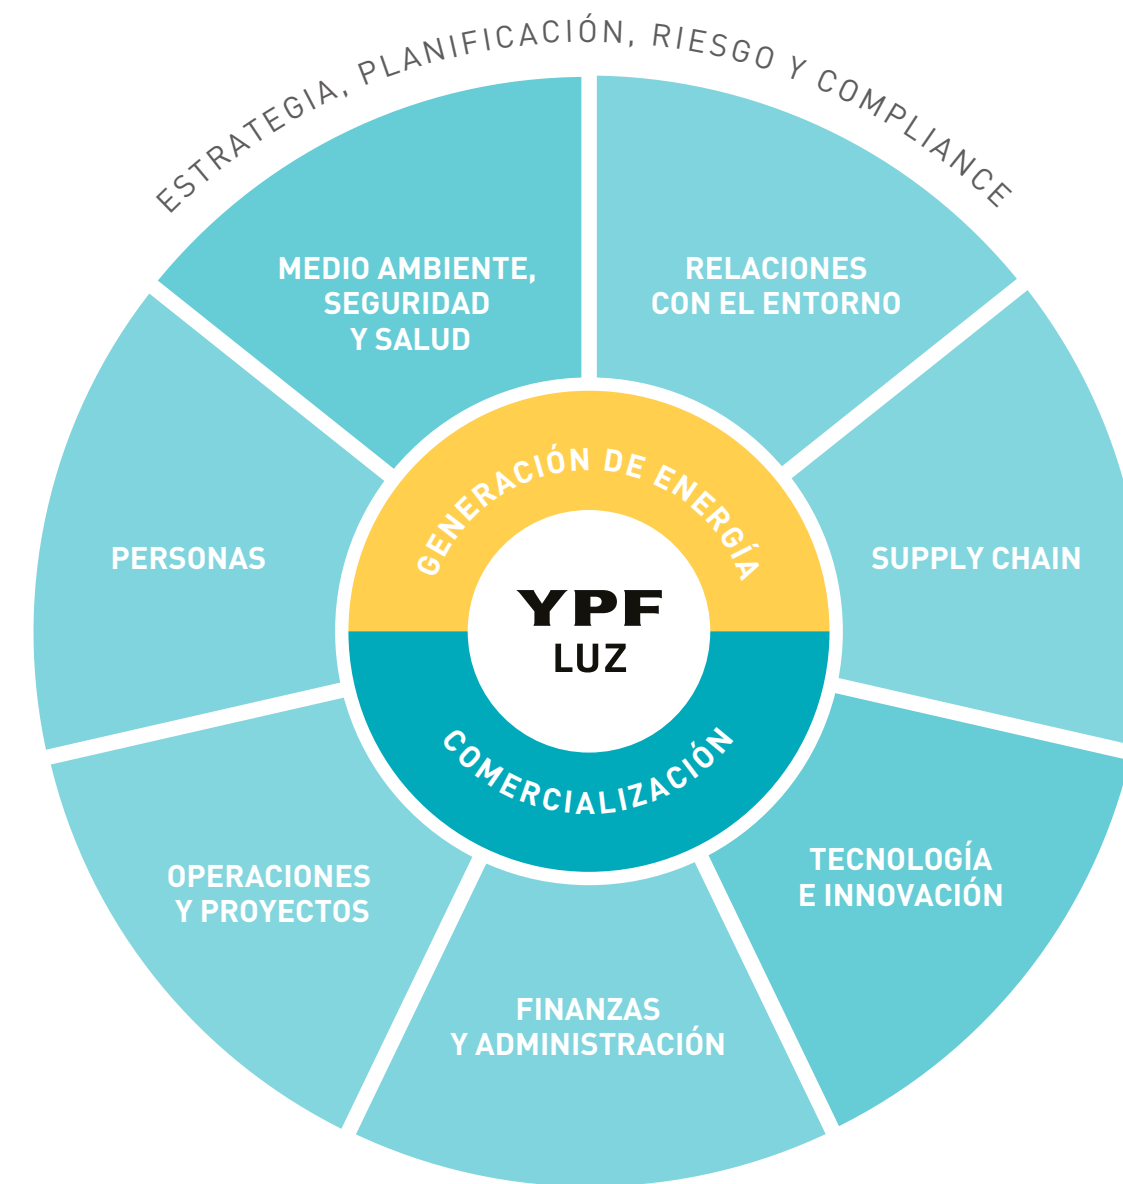 ESTRATEGIA, PLANIFICACIÓN, RIESGO Y COMPLIANCE
MEDIO AMBIENTE,
SEGURIDAD
Y SALUD
RELACIONES
CON EL ENTORNO
PERSONAS
SUPPLY CHAIN
GENERACIÓN DE ENERGÍA
YPF
LUZ
COMERCIALIZACIÓN
OPERACIONES
Y PROYECTOS
TECNOLOGÍA
E INNOVACIÓN
FINANZAS
Y ADMINISTRACIÓN